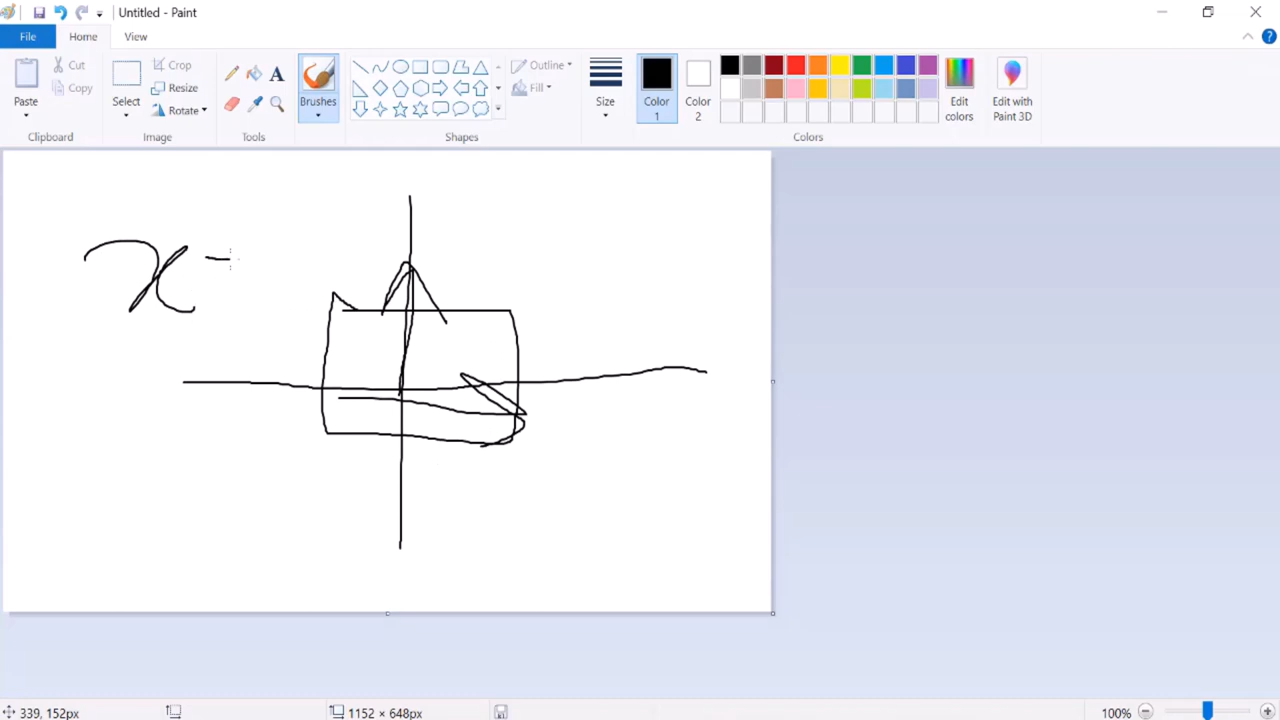 Untitled - Paint
File
Home
View
Paste
Cut
Copy
Clipboard
Select
Crop
Resize
Rotate
Image
Tools
Brushes
Outline
Fill
Shapes
Size
Color
1
Color
2
Edit
colors
Edit with
Paint 3D
Colors
x -
339, 152px
1152 × 648px
100%